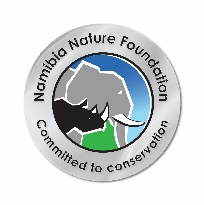 Namibia Nature Foundation
Committed to conservation